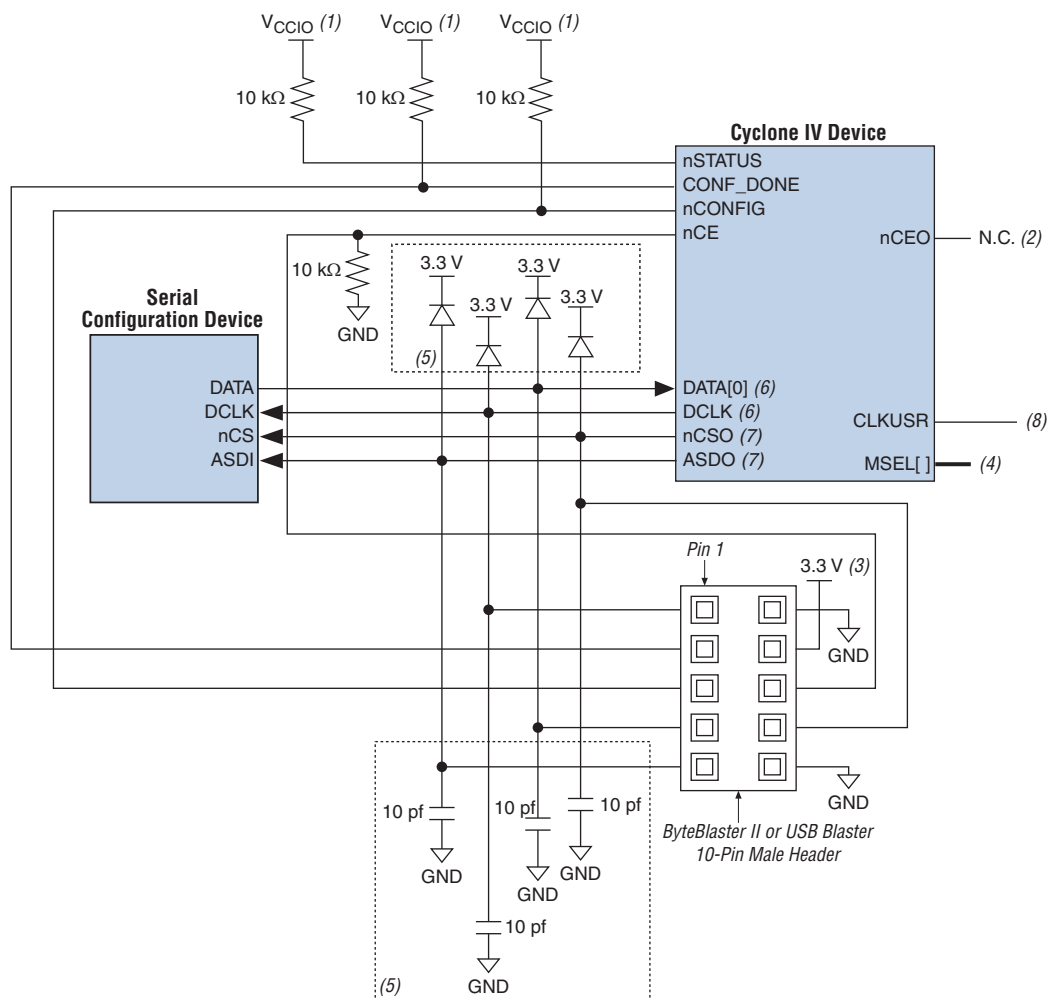 VCCIO (1) VCCIO (1) VCCIO (1)
10 kΩ 10 kΩ 10 kΩ
Cyclone IV Device
nSTATUS
CONF_DONE
nCONFIG
nCE
nCEO N.C. (2)
10 kΩ
GND
3.3 V 3.3 V
3.3 V
3.3 V
(5)
Serial
Configuration Device
DATA
DCLK
nCS
ASDI
DATA[0] (6)
DCLK (6)
nCSO (7)
ASDO (7)
CLKUSR (8)
MSEL[ ] (4)
Pin 1
3.3 V (3)
GND
GND
10 pf 10 pf 10 pf
GND GND GND
10 pf
GND
(5)
ByteBlaster II or USB Blaster
10-Pin Male Header